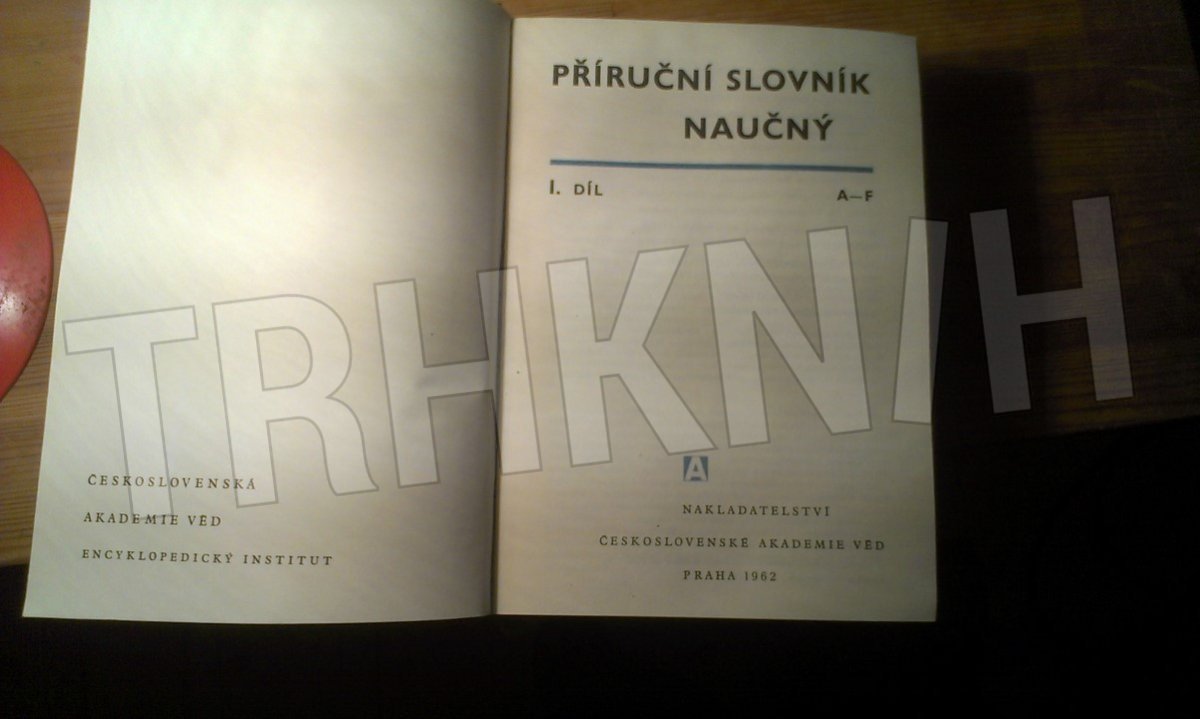 ČESKOSLOVENSKÁ
AKADEMIE VĚD
ENCYKLOPEDICKÝ INSTITUT
PŘÍRUČNÍ SLOVNÍK
NAUČNÝ
I. DÍL A—F
A
NAKLADATELSTVÍ
ČESKOSLOVENSKÉ AKADEMIE VĚD
PRAHA 1962
TRHKNIH